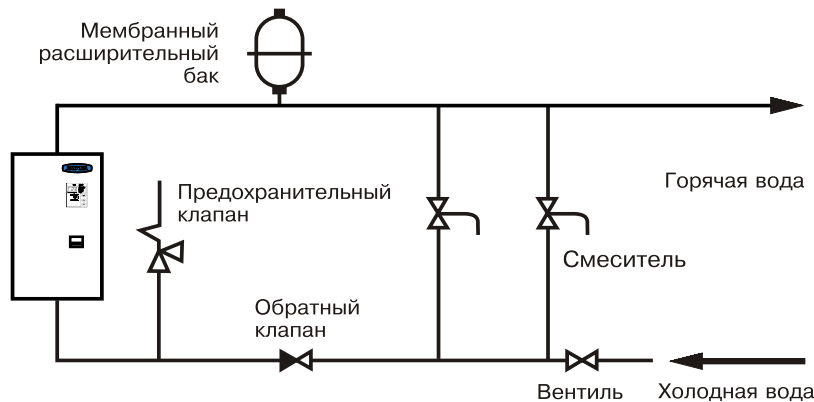 Мембранный
расширительный
бак
Предохранительный
клапан
Горячая вода
Смеситель
Обратный
клапан
Вентиль
Холодная вода